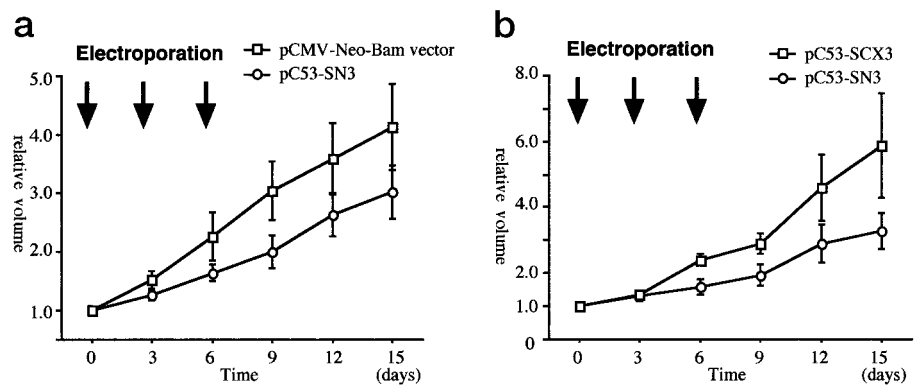 a
Electroporation
pCMV-Neo-Bam vector
pC53-SN3
5.0
4.0
3.0
2.0
1.0
relative volume
0 3 6 9 12 15
Time (days)
b
Electroporation
pC53-SCX3
pC53-SN3
8.0
6.0
4.0
2.0
1.0
0
relative volume
0 3 6 9 12 15
Time (days)